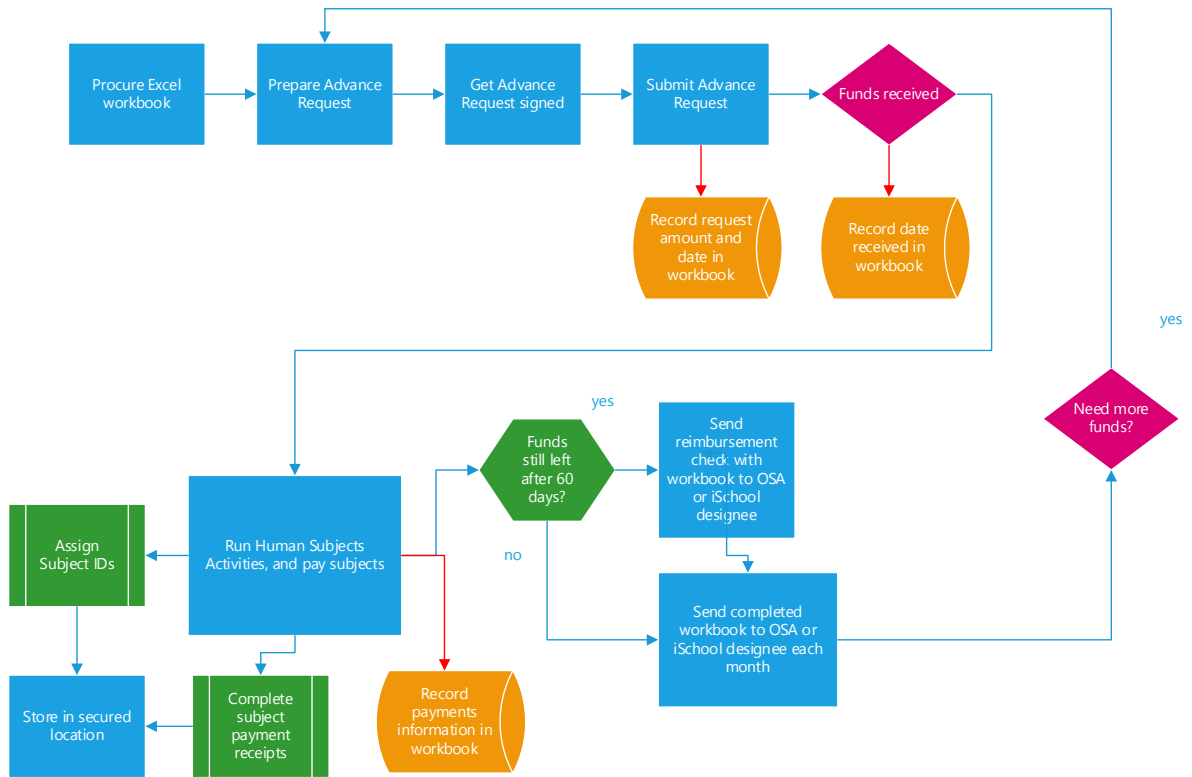 Procure Excel
workbook
Prepare Advance
Request
Get Advance
Request signed
Submit Advance
Request
Funds received
Record request
amount and
date in
workbook
Record date
received in
workbook
yes
Need more
funds?
yes
Funds
still left
after 60
days?
Send
reimbursement
check with
workbook to OSA
or iSchool
designee
no
Assign
Subject IDs
Run Human Subjects
Activities, and pay subjects
Send completed
workbook to OSA or
iSchool designee each
month
Store in secured
location
Complete
subject
payment
receipts
Record
payments
information in
workbook